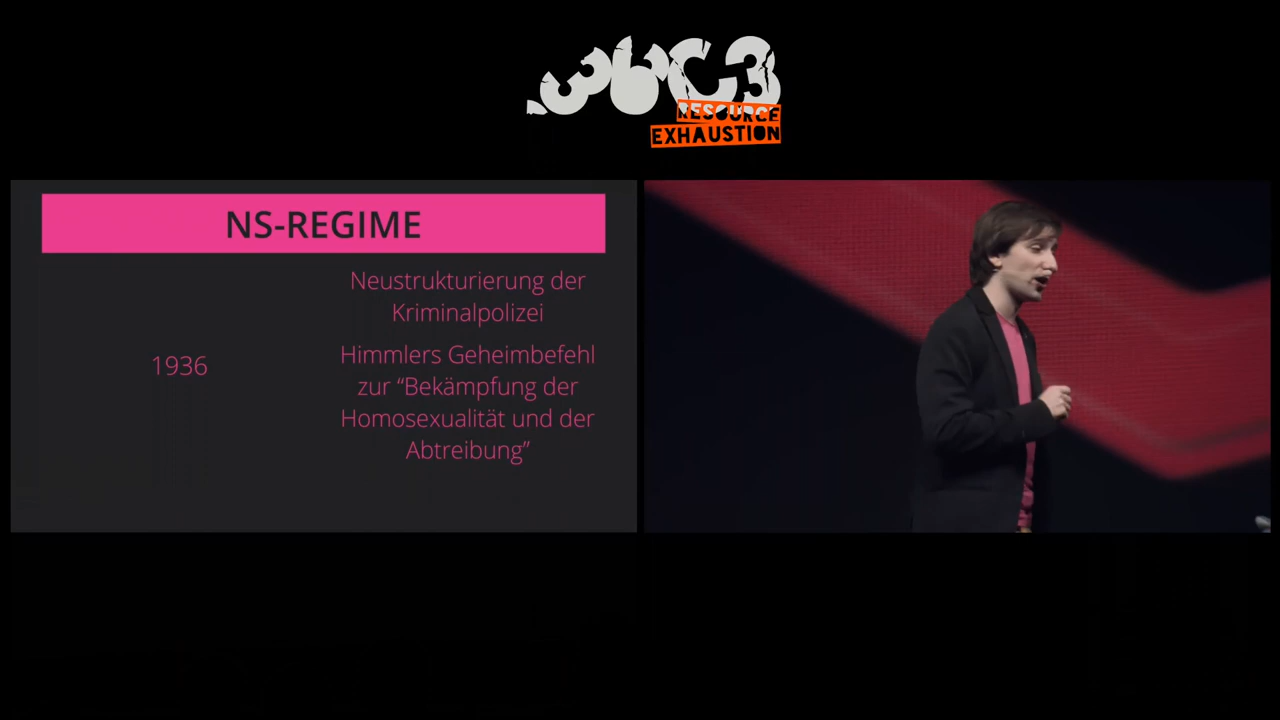 36C3
RESOURCE
EXHAUSTION
NS-REGIME
1936
Neustrukturierung der
Kriminalpolizei
Himmlers Geheimbefehl
zur “Bekämpfung der
Homosexualität und der
Abtreibung”